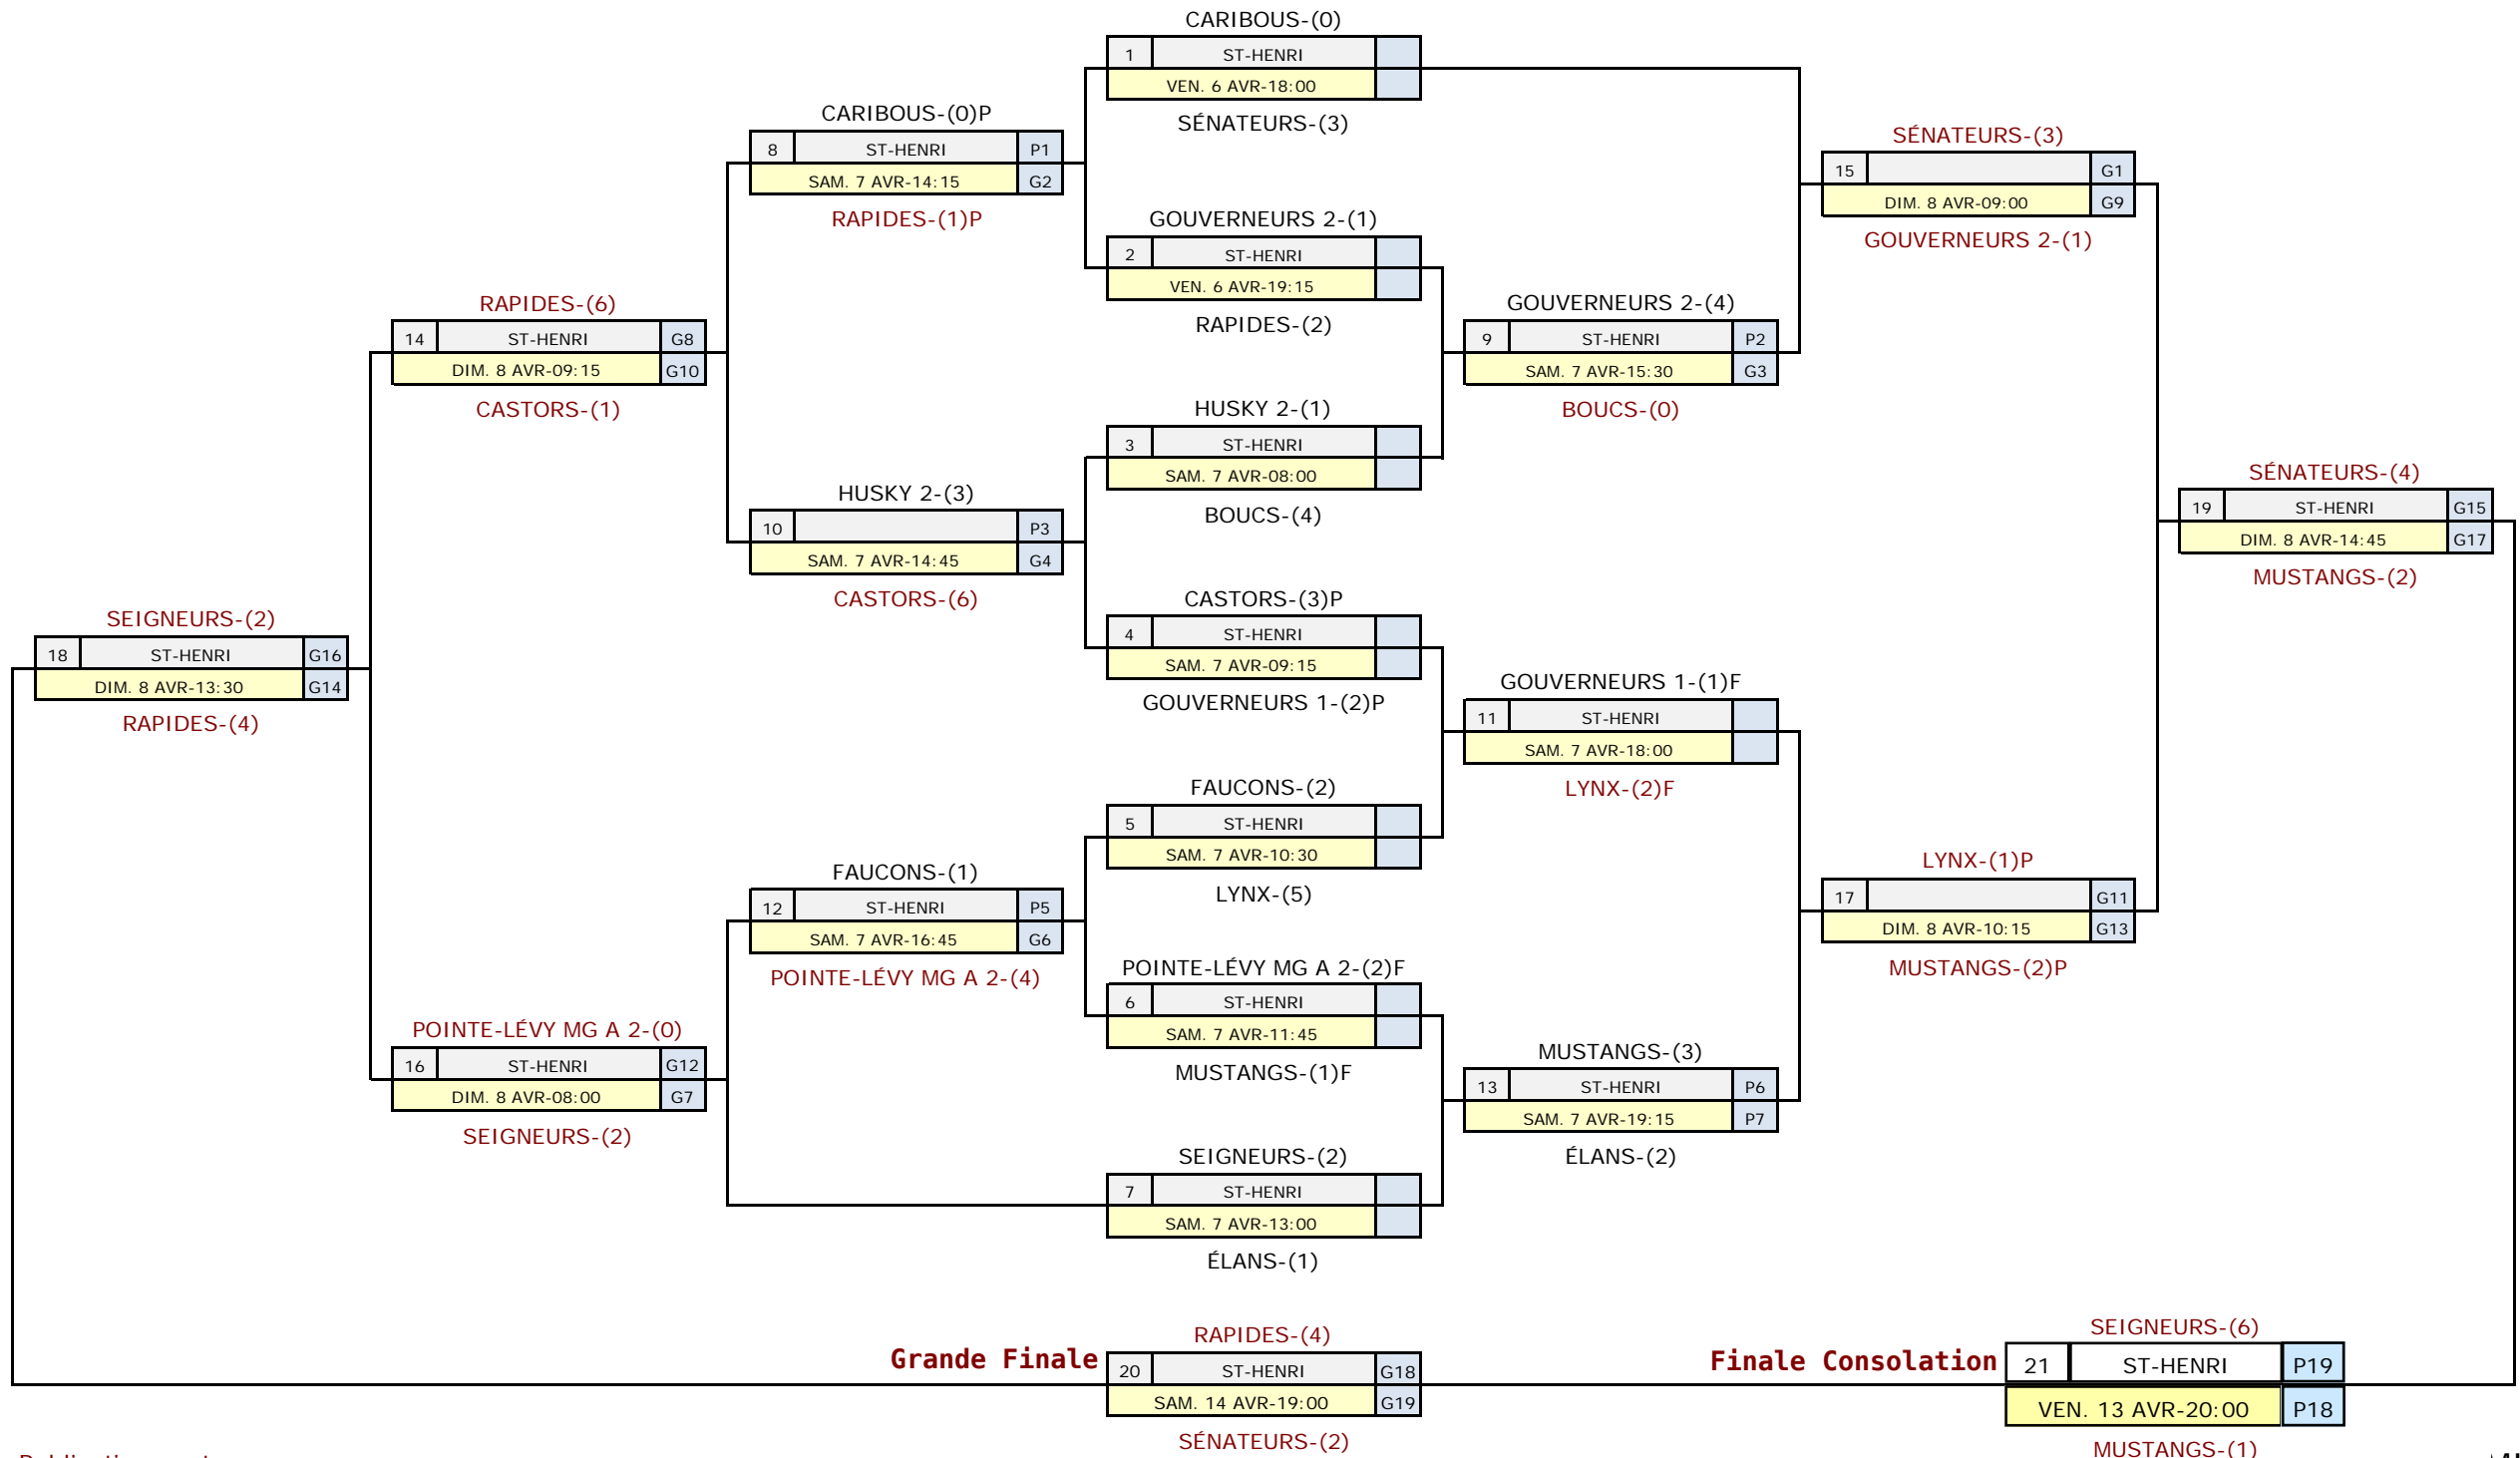 CARIBOUS-(0)
1 ST-HENRI
VEN. 6 AVR-18:00
SÉNATEURS-(3)
CARIBOUS-(0)P
8 ST-HENRI P1
SAM. 7 AVR-14:15 G2
RAPIDES-(1)P
SÉNATEURS-(3)
15 G1
DIM. 8 AVR-09:00 G9
GOUVERNEURS 2-(1)
GOUVERNEURS 2-(1)
2 ST-HENRI
VEN. 6 AVR-19:15
RAPIDES-(2)
RAPIDES-(6)
14 ST-HENRI G8
DIM. 8 AVR-09:15 G10
CASTORS-(1)
GOUVERNEURS 2-(4)
9 ST-HENRI P2
SAM. 7 AVR-15:30 G3
BOUCS-(0)
HUSKY 2-(1)
3 ST-HENRI
SAM. 7 AVR-08:00
BOUCS-(4)
SÉNATEURS-(4)
19 ST-HENRI G15
DIM. 8 AVR-14:45 G17
MUSTANGS-(2)
HUSKY 2-(3)
10 P3
SAM. 7 AVR-14:45 G4
CASTORS-(6)
CASTORS-(3)P
4 ST-HENRI
SAM. 7 AVR-09:15
GOUVERNEURS 1-(2)P
SEIGNEURS-(2)
18 ST-HENRI G16
DIM. 8 AVR-13:30 G14
RAPIDES-(4)
GOUVERNEURS 1-(1)F
11 ST-HENRI
SAM. 7 AVR-18:00
LYNX-(2)F
FAUCONS-(2)
5 ST-HENRI
SAM. 7 AVR-10:30
LYNX-(5)
FAUCONS-(1)
12 ST-HENRI P5
SAM. 7 AVR-16:45 G6
POINTE-LÉVY MG A 2-(4)
LYNX-(1)P
17 G11
DIM. 8 AVR-10:15 G13
MUSTANGS-(2)P
POINTE-LÉVY MG A 2-(2)F
6 ST-HENRI
SAM. 7 AVR-11:45
MUSTANGS-(1)F
POINTE-LÉVY MG A 2-(0)
16 ST-HENRI G12
DIM. 8 AVR-08:00 G7
SEIGNEURS-(2)
MUSTANGS-(3)
13 ST-HENRI P6
SAM. 7 AVR-19:15 P7
ÉLANS-(2)
SEIGNEURS-(2)
7 ST-HENRI
SAM. 7 AVR-13:00
ÉLANS-(1)
RAPIDES-(4)
Grande Finale
20 ST-HENRI G18
SAM. 14 AVR-19:00 G19
SÉNATEURS-(2)
SEIGNEURS-(6)
Finale Consolation
21 ST-HENRI P19
VEN. 13 AVR-20:00 P18
MUSTANGS-(1)